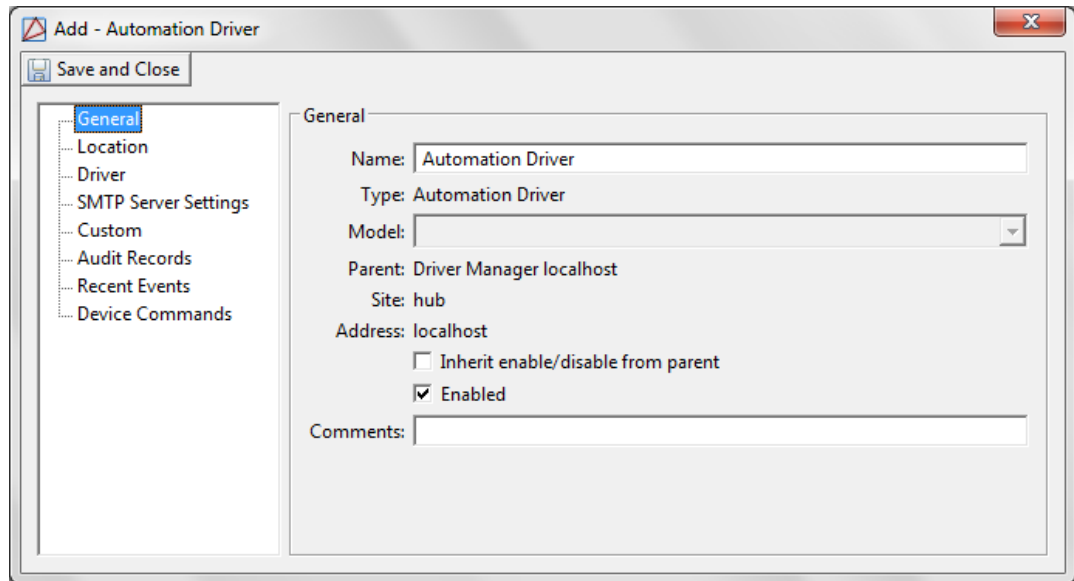 Add - Automation Driver
Save and Close
General
Location
Driver
SMTP Server Settings
Custom
Audit Records
Recent Events
Device Commands
General
Name: Automation Driver
Type: Automation Driver
Model:
Parent: Driver Manager localhost
Site: hub
Address: localhost
Inherit enable/disable from parent
Enabled
Comments: